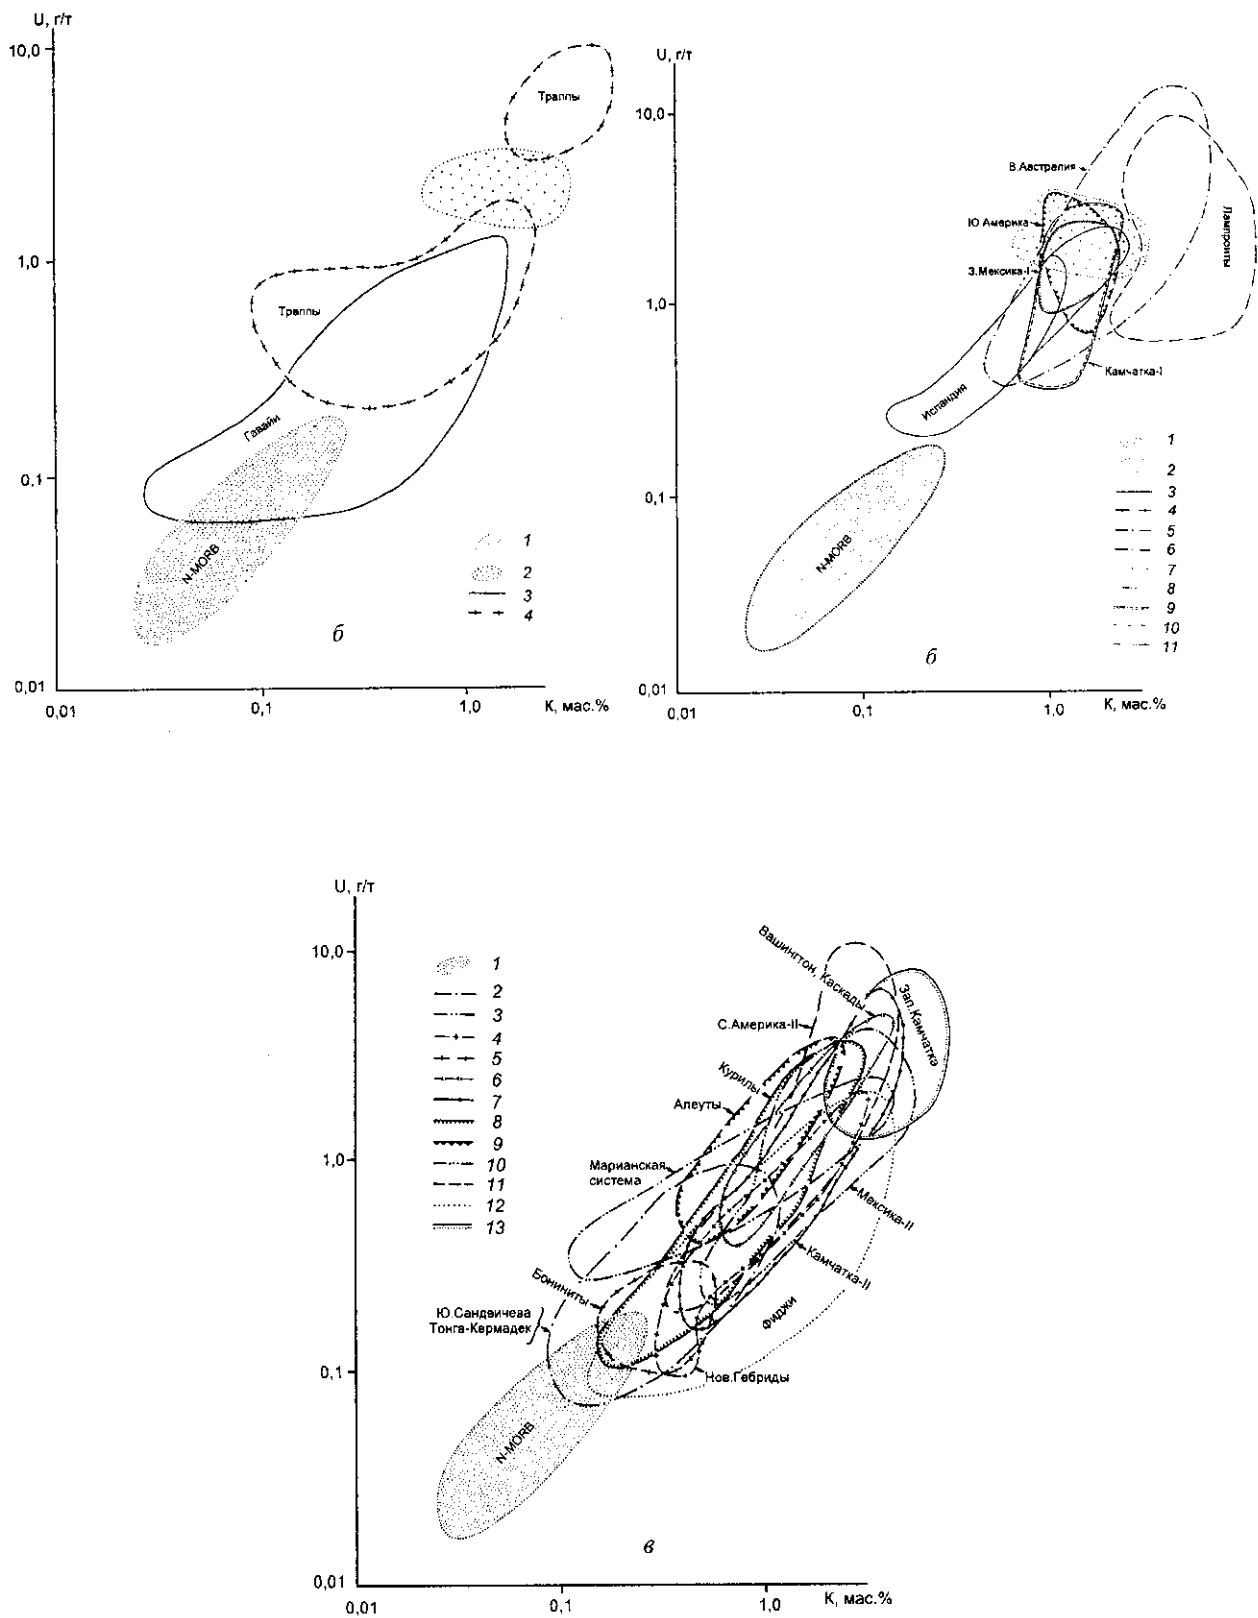 U, г/т
10,0
Траппы
1,0
Траппы
Гавайи
0,1
N-MORB
1
2
3
4
б
0,01
0,01
0,1
1,0
К, мас.%
U, г/т
10,0
В.Австралия
Ю.Америка
Лампроиты
З.Мексика-I
1,0
Камчатка-I
Исландия
1
2
3
4
5
6
7
8
9
10
11
0,1
N-MORB
б
0,01
0,01
0,1
1,0
К, мас.%
U, г/т
10,0
1
2
3
4
5
6
7
8
9
10
11
12
13
Вашингтон, Каскады
Зап.Камчатка
С.Америка-II
Курилы
Алеуты
1,0
Марианская
система
Мексика-II
Камчатка-II
Бониниты
Фиджи
Ю.Сандвичева
Тонга-Кермадек
Нов.Гебриды
0,1
N-MORB
в
0,01
0,01
0,1
1,0
К, мас.%